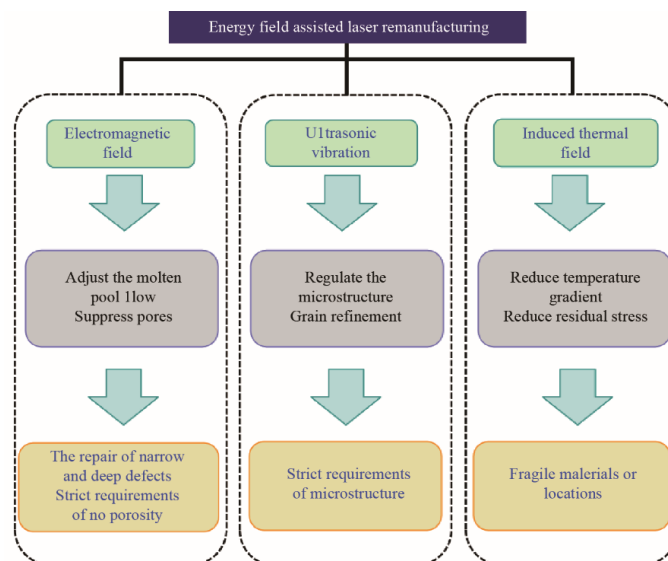 Energy field assisted laser remanufacturing
Electromagnetic
field
U1trasonic
vibration
Induced thermal
field
Adjust the molten
pool 1low
Suppress pores
Regulate the
microstructure
Grain refinement
Reduce temperature
gradient
Reduce residual stress
The repair of narrow
and deep defects
Strict requirements
of no porosity
Strict requirements
of microstructure
Fragile malerials or
locations